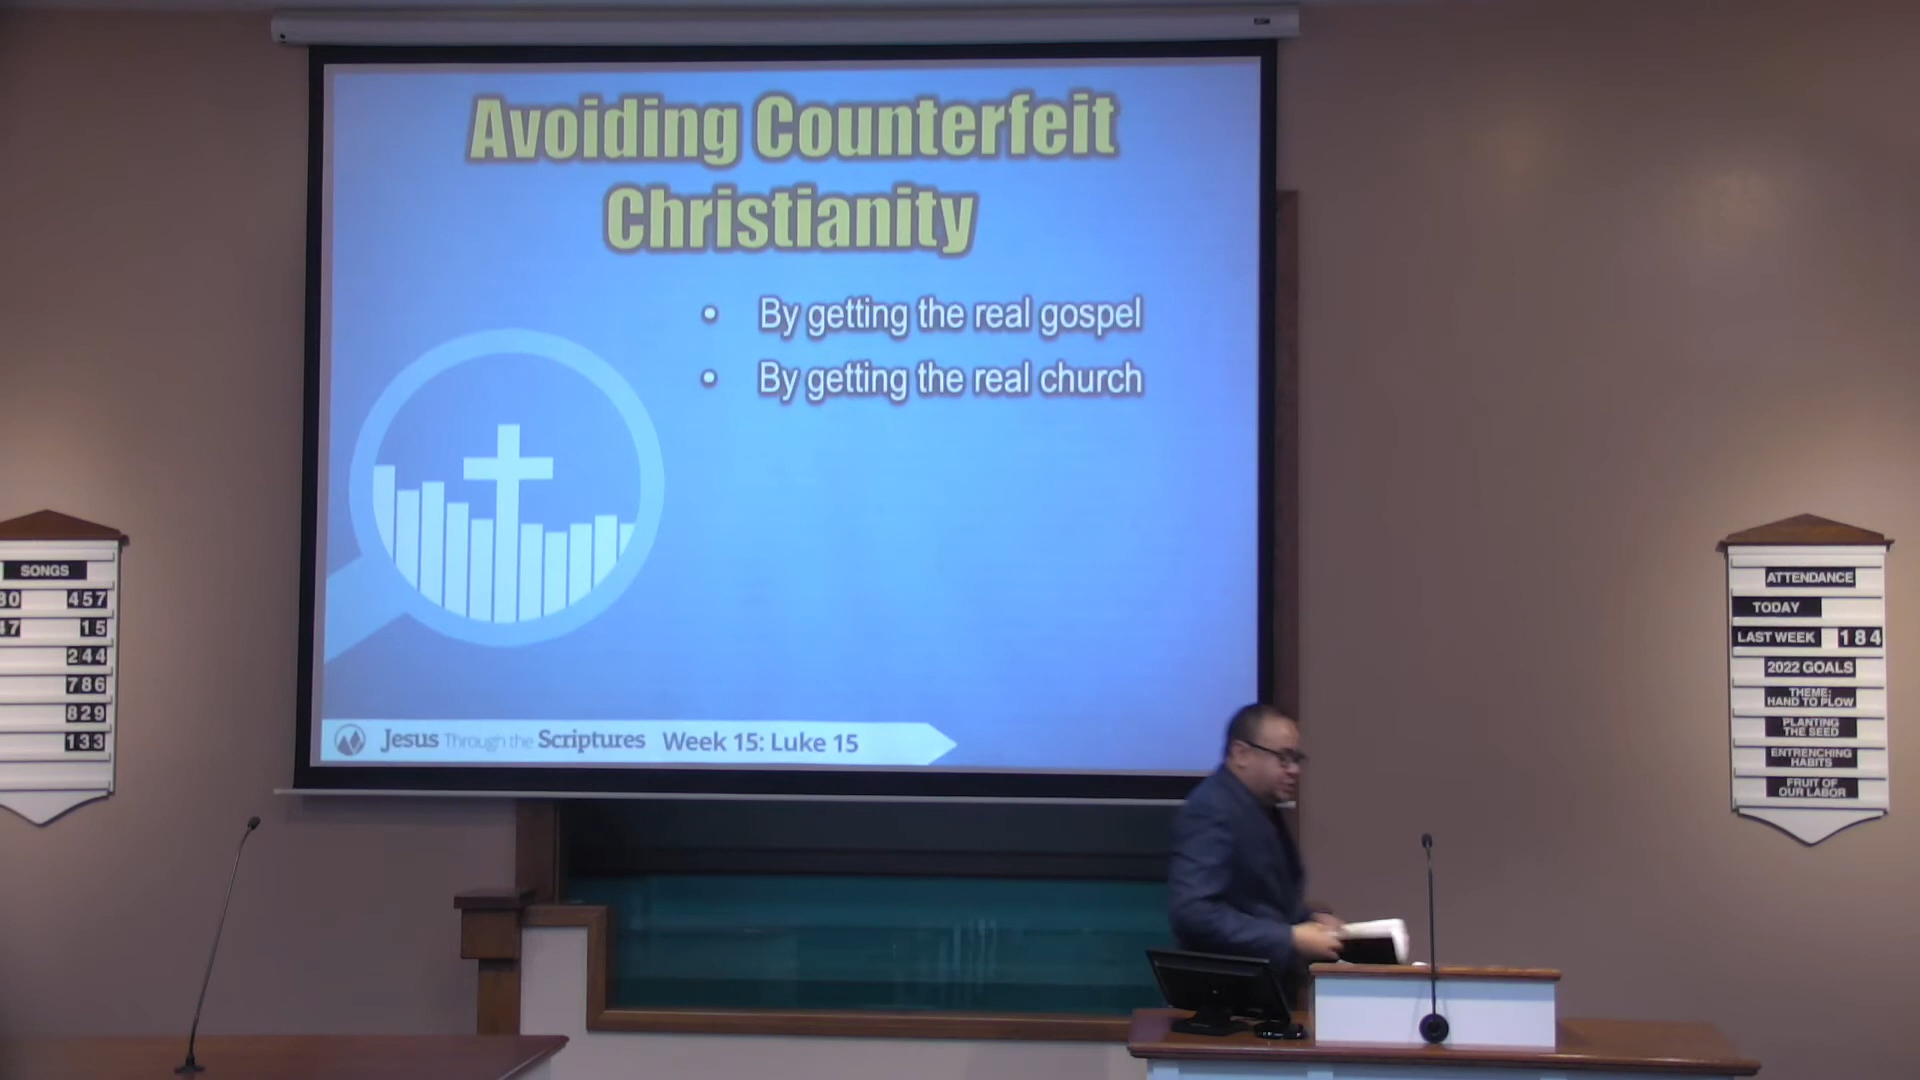 Avoiding Counterfeit
Christianity
• By getting the real gospel
• By getting the real church
Jesus Through the Scriptures Week 15: Luke 15
SONGS
30 457
47 15
244
786
829
133
ATTENDANCE
TODAY
LAST WEEK 184
2022 GOALS
THEME:
HAND TO PLOW
PLANTING
THE SEED
ENTRENCHING
HABITS
FRUIT OF
OUR LABOR